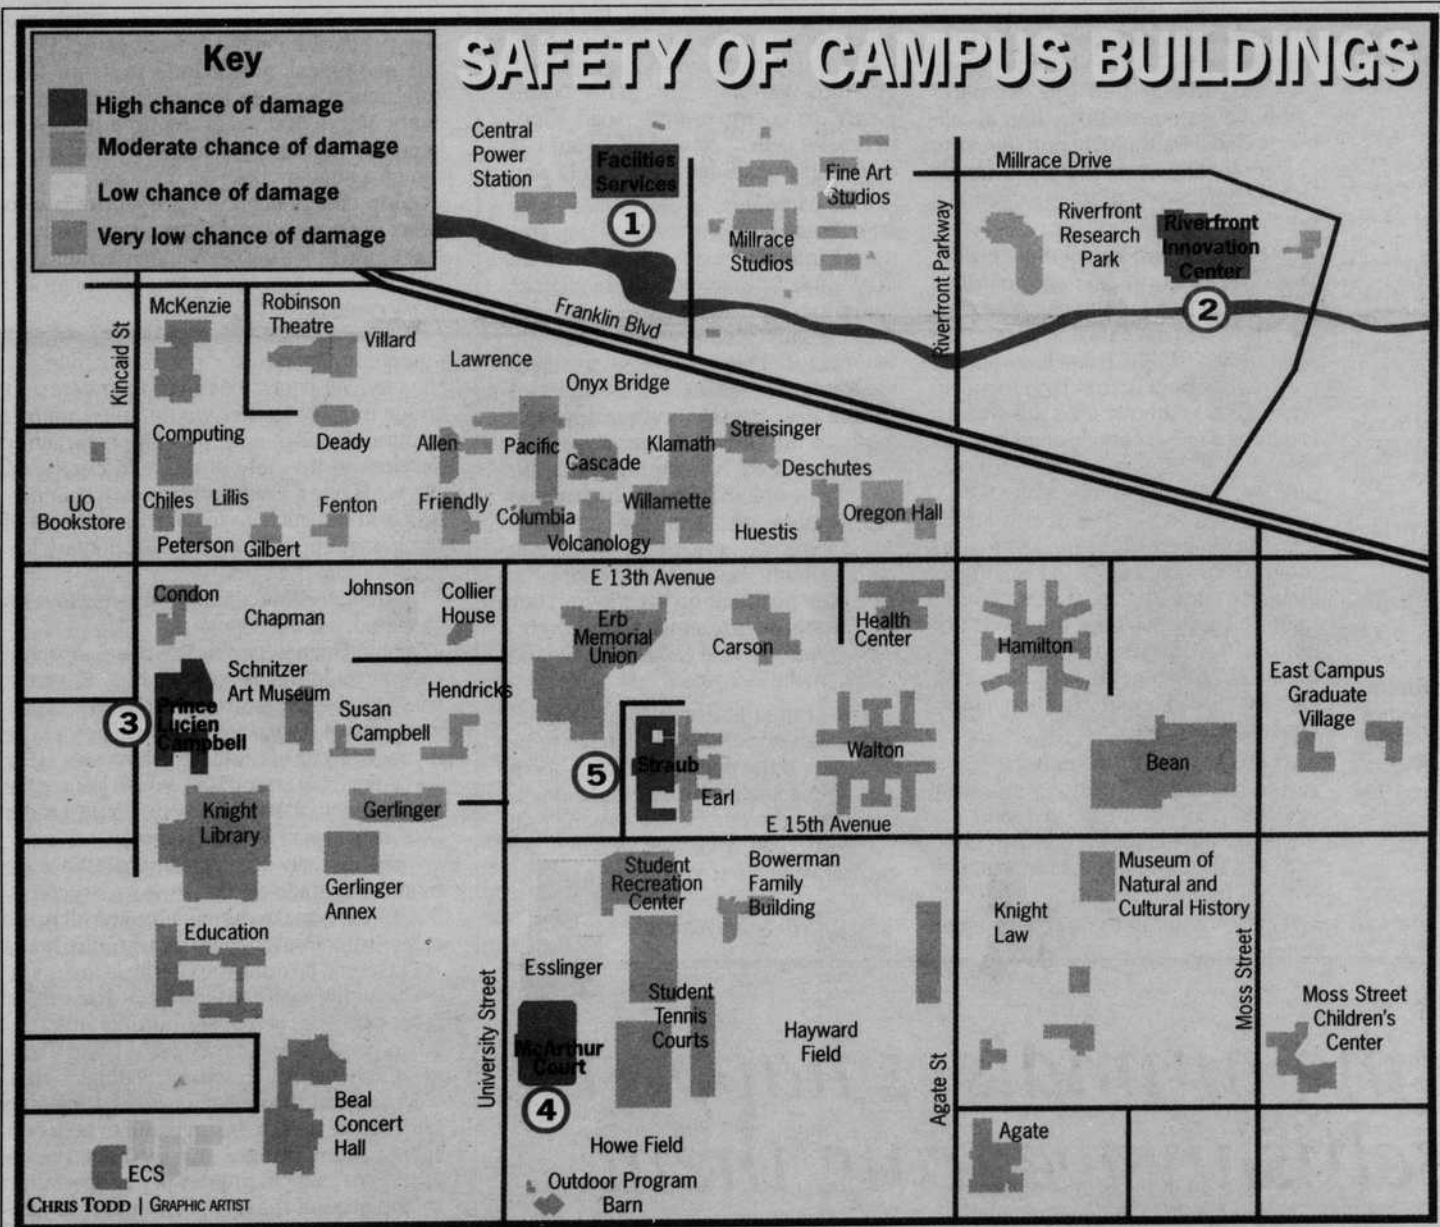 SAFETY OF CAMPUS BUILDINGS
Key
High chance of damage
Moderate chance of damage
Low chance of damage
Very low chance of damage
Central
Power
Station
Facilities
Services
1
Fine Art
Studios
Millrace
Studios
Millrace Drive
Riverfront Parkway
Riverfront
Research
Park
Riverfront
Innovation
Center
2
Franklin Blvd
Kincaid St
McKenzie
Robinson
Theatre
Villard
Lawrence
Onyx Bridge
Computing
Deady
Allen
Pacific
Cascade
Klamath
Streisinger
Deschutes
UO
Bookstore
Chiles
Lillis
Fenton
Friendly
Columbia
Willamette
Huestis
Oregon Hall
Peterson
Gilbert
Volcanology
E 13th Avenue
Condon
Chapman
Johnson
Collier
House
Erb
Memorial
Union
Carson
Health
Center
Hamilton
Schnitzer
Art Museum
Hendricks
Prince
Lucien
Campbell
3
Susan
Campbell
East Campus
Graduate
Village
5
Straub
Earl
Walton
Bean
Knight
Library
Gerlinger
E 15th Avenue
Gerlinger
Annex
Student
Recreation
Center
Bowerman
Family
Building
Museum of
Natural and
Cultural History
Knight
Law
Education
Esslinger
University Street
Student
Tennis
Courts
McArthur
Court
4
Hayward
Field
Agate St
Moss Street
Moss Street
Children's
Center
Beal
Concert
Hall
Howe Field
Agate
ECS
Outdoor Program
Barn
CHRIS TODD | GRAPHIC ARTIST